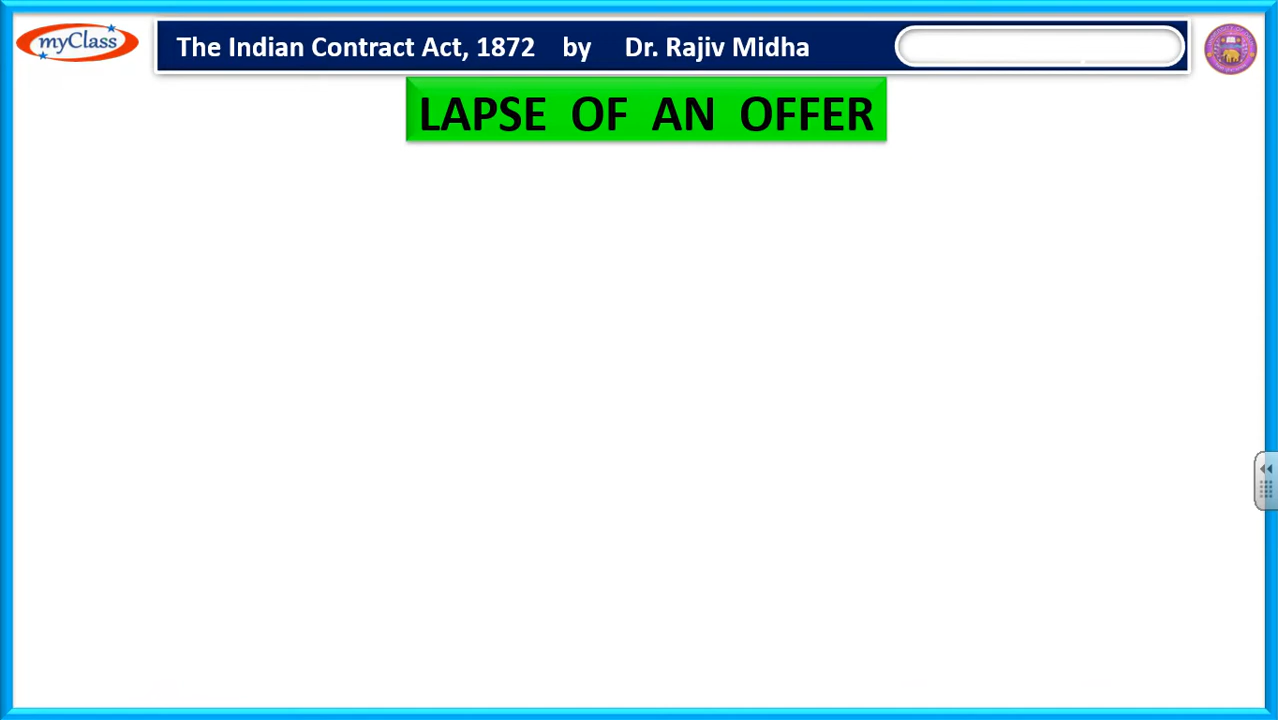 myClass
The Indian Contract Act, 1872 by Dr. Rajiv Midha
LAPSE OF AN OFFER